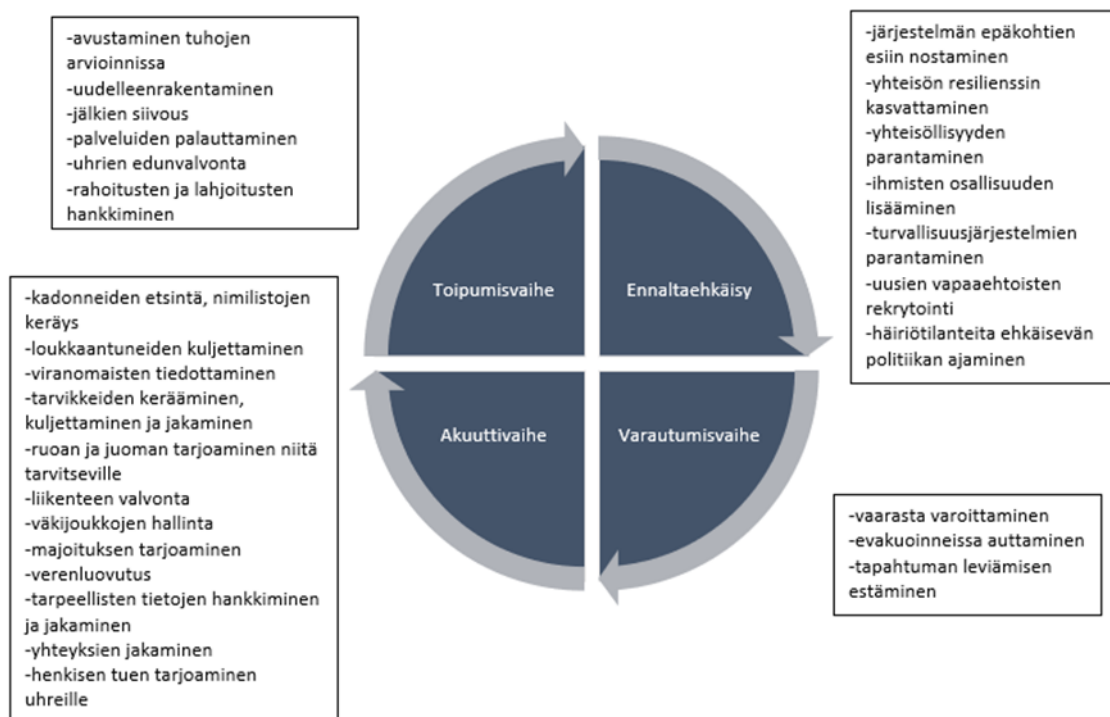 -avustaminen tuhojen
arvioinnissa
-uudelleenrakentaminen
-jälkien siivous
-palveluiden palauttaminen
-uhrien edunvalvonta
-rahoitusten ja lahjoitusten
hankkiminen
-järjestelmän epäkohtien
esiin nostaminen
-yhteisön resilienssin
kasvattaminen
-yhteisöllisyyden
parantaminen
-ihmisten osallisuuden
lisääminen
-turvallisuusjärjestelmien
parantaminen
-uusien vapaaehtoisten
rekrytointi
-häiriötilanteita ehkäisevän
politiikan ajaminen
Toipumisvaihe
Ennaltaehkäisy
Akuuttivaihe
Varautumisvaihe
-kadonneiden etsintä, nimilistojen
keräys
-loukkaantuneiden kuljettaminen
-viranomaisten tiedottaminen
-tarvikkeiden kerääminen,
kuljettaminen ja jakaminen
-ruoan ja juoman tarjoaminen niitä
tarvitseville
-liikenteen valvonta
-väkijoukkojen hallinta
-majoituksen tarjoaminen
-verenluovutus
-tarpeellisten tietojen hankkiminen
ja jakaminen
-yhteyksien jakaminen
-henkisen tuen tarjoaminen
uhreille
-vaarasta varoittaminen
-evakuoinneissa auttaminen
-tapahtuman leviämisen
estäminen